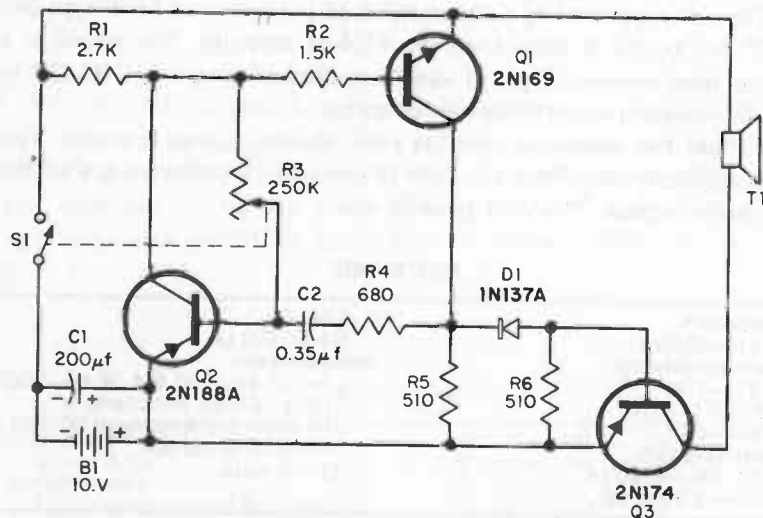 R1
2.7K
R2
1.5K
Q1
2N169
R3
250K
T1
S1
R4
680
D1
1N137A
C2
0.35µf
C1
200µf
- +
Q2
2N188A
R5
510
R6
510
- +
B1
10.V
2N174
Q3